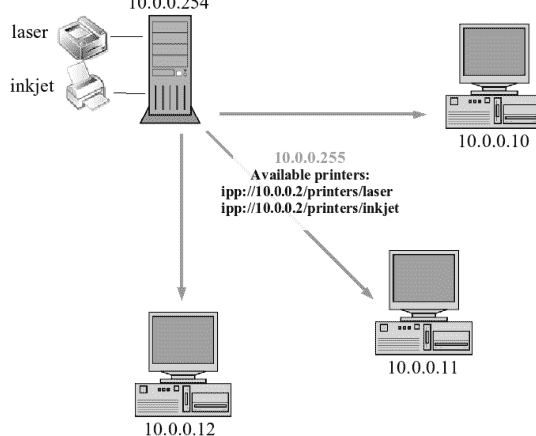 10.0.0.254
laser
inkjet
10.0.0.10
10.0.0.255
Available printers:
ipp://10.0.0.2/printers/laser
ipp://10.0.0.2/printers/inkjet
10.0.0.11
10.0.0.12